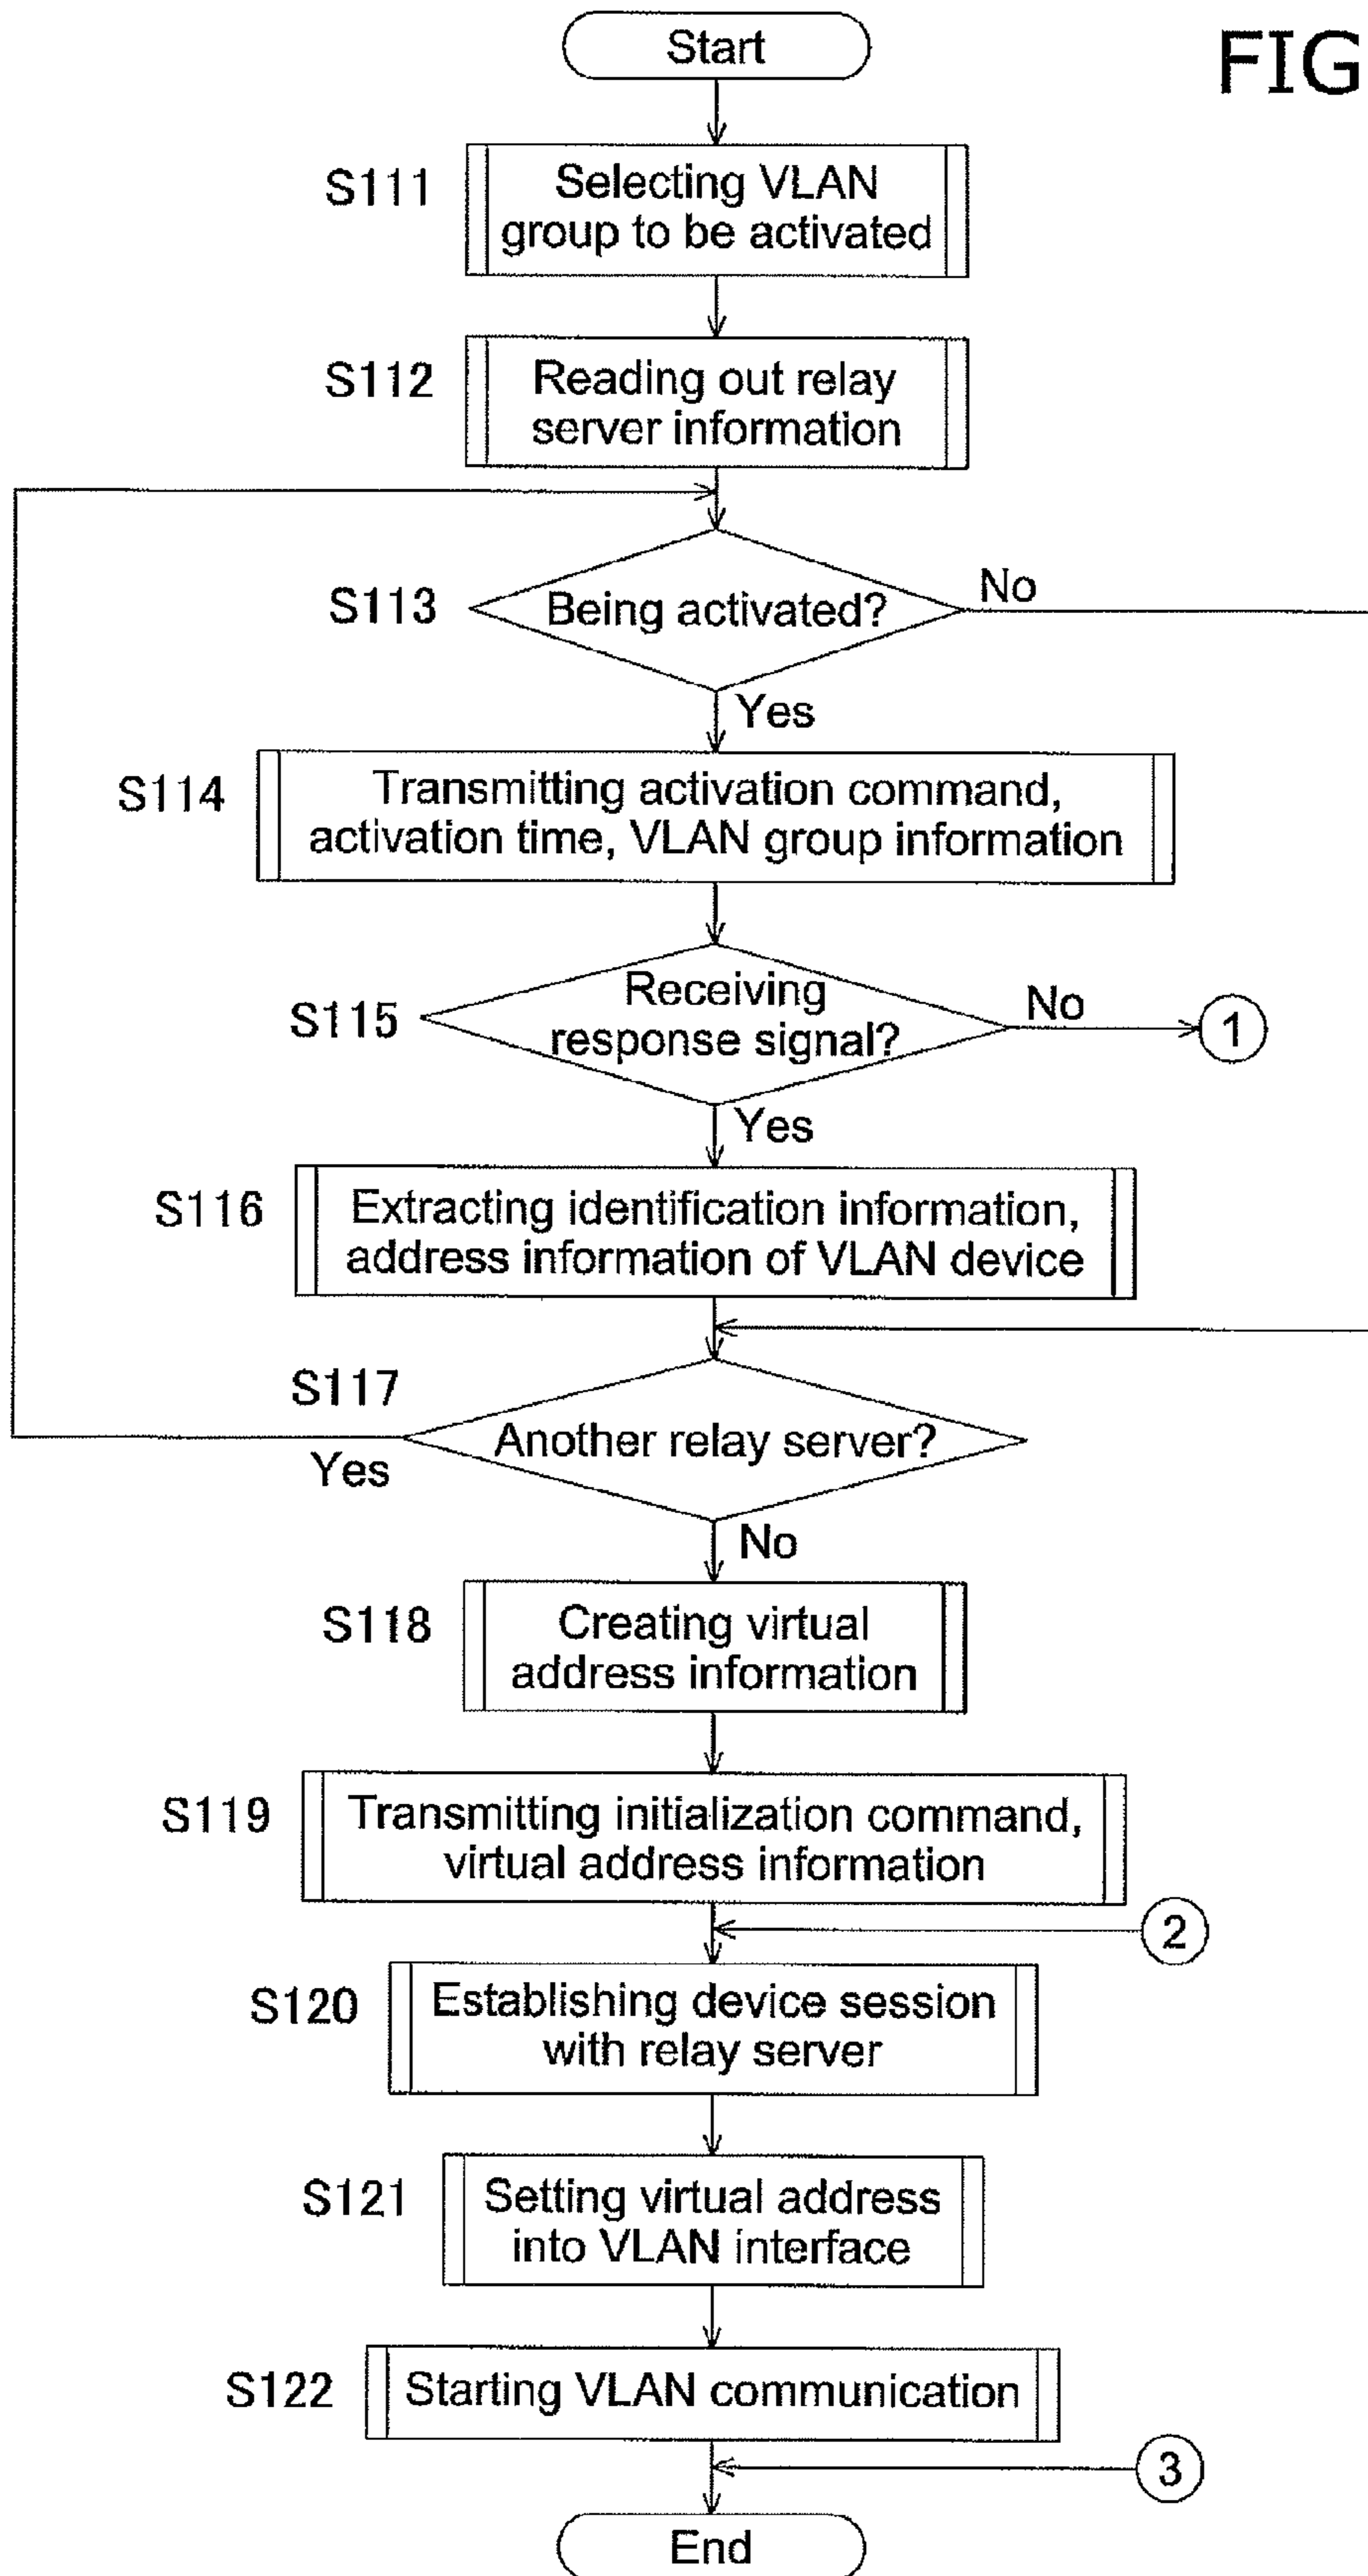 Start
FIG
S111
Selecting VLAN
group to be activated
S112
Reading out relay
server information
S113
Being activated?
No
Yes
S114
Transmitting activation command,
activation time, VLAN group information
S115
Receiving
response signal?
No
1
Yes
S116
Extracting identification information,
address information of VLAN device
S117
Another relay server?
Yes
No
S118
Creating virtual
address information
S119
Transmitting initialization command,
virtual address information
2
S120
Establishing device session
with relay server
S121
Setting virtual address
into VLAN interface
S122
Starting VLAN communication
3
End